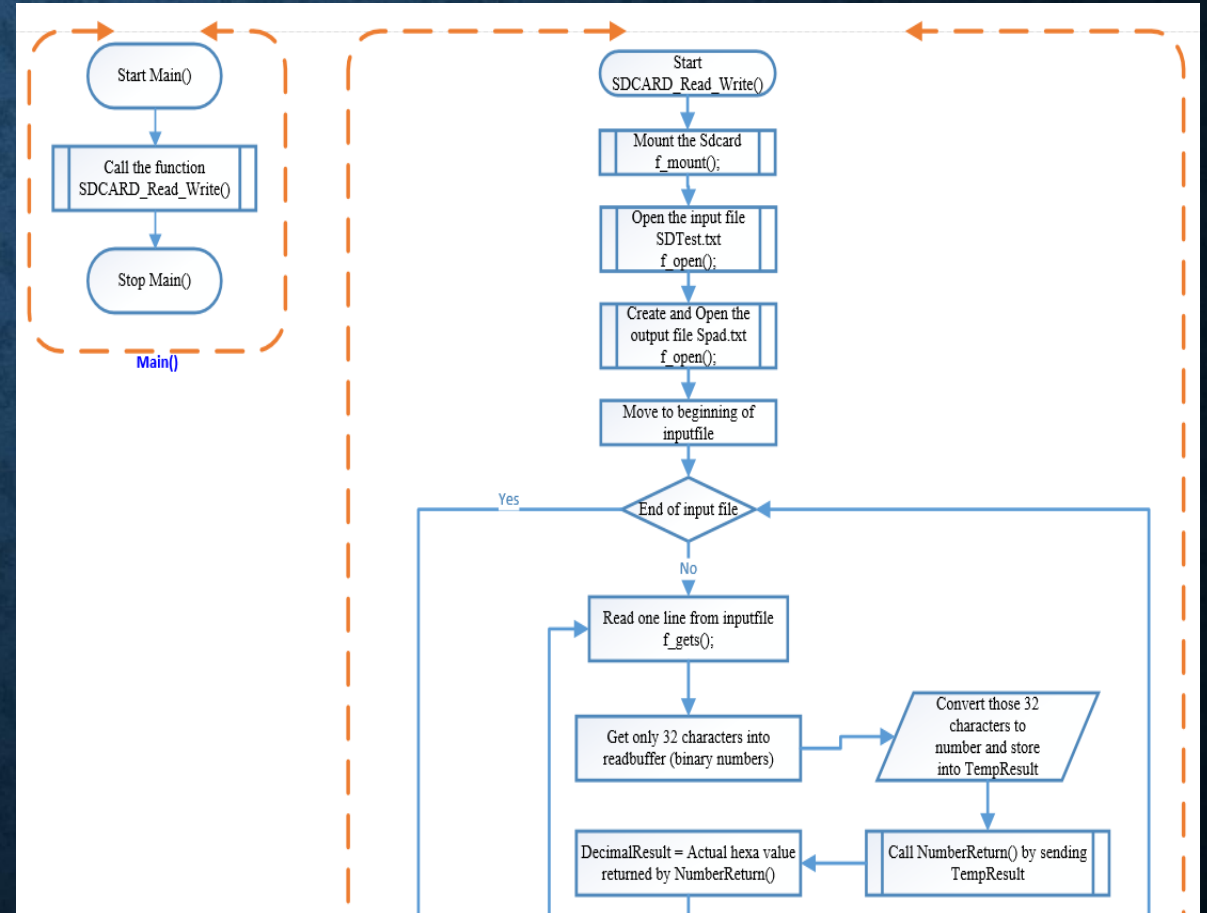 Start Main()
Call the function
SDCARD_Read_Write()
Stop Main()
Main()
Start
SDCARD_Read_Write()
Mount the Sdcard
f_mount();
Open the input file
SDTest.txt
f_open();
Create and Open the
output file Spad.txt
f_open();
Move to beginning of
inputfile
Yes
End of input file
No
Read one line from inputfile
f_gets();
Get only 32 characters into
readbuffer (binary numbers)
Convert those 32
characters to
number and store
into TempResult
Call NumberReturn() by sending
TempResult
DecimalResult = Actual hexa value
returned by NumberReturn()